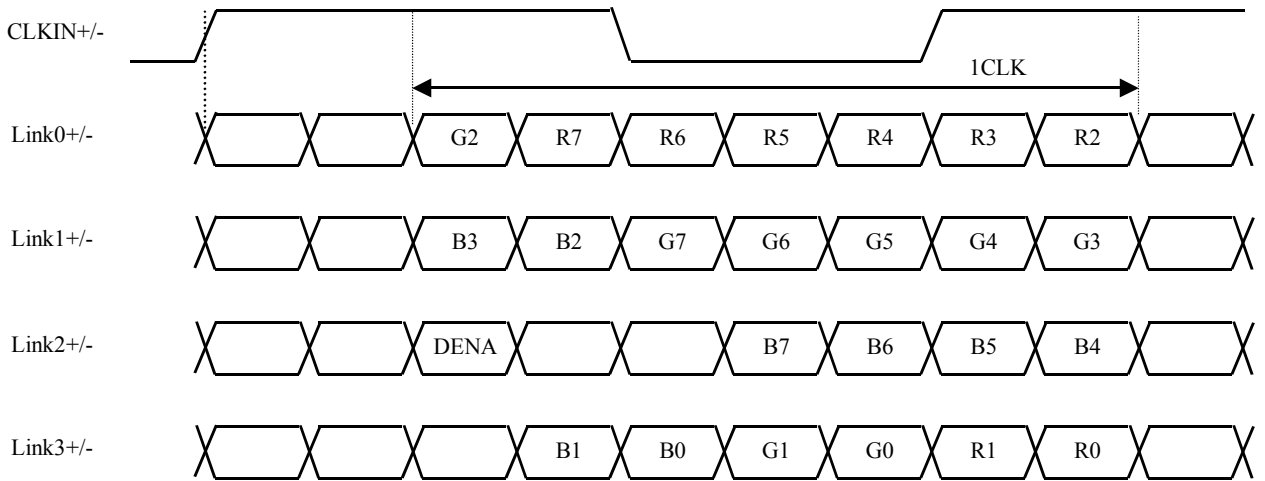 CLKIN+/-
1CLK
Link0+/- G2 R7 R6 R5 R4 R3 R2
Link1+/- B3 B2 G7 G6 G5 G4 G3
Link2+/- DENA B7 B6 B5 B4
Link3+/- B1 B0 G1 G0 R1 R0